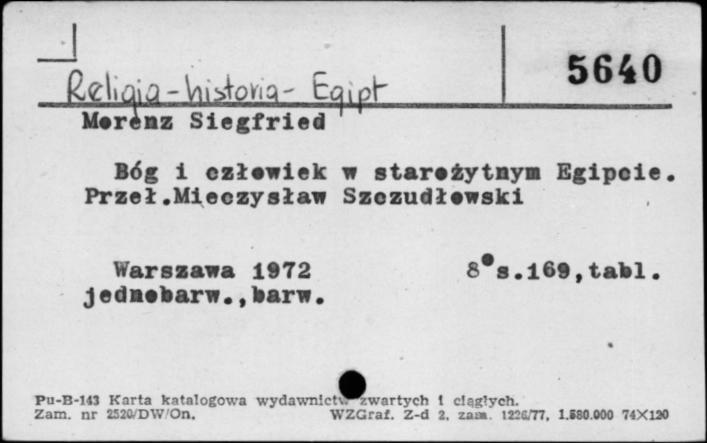 5640
Religia - historia - Egipt
Morenz Siegfried
Bóg i człowiek w starożytnym Egipcie.
Przeł.Mieczysław Szczudłowski
Warszawa 1972 8°s.169,tabl.
jednobarw.,barw.
Pu-B-143 Karta katalogowa wydawnictw zwartych i ciągłych.
Zam. nr 2520/DW/On. WZGraf. Z-d 2, zam. 1226/77, 1.580.000 74×120